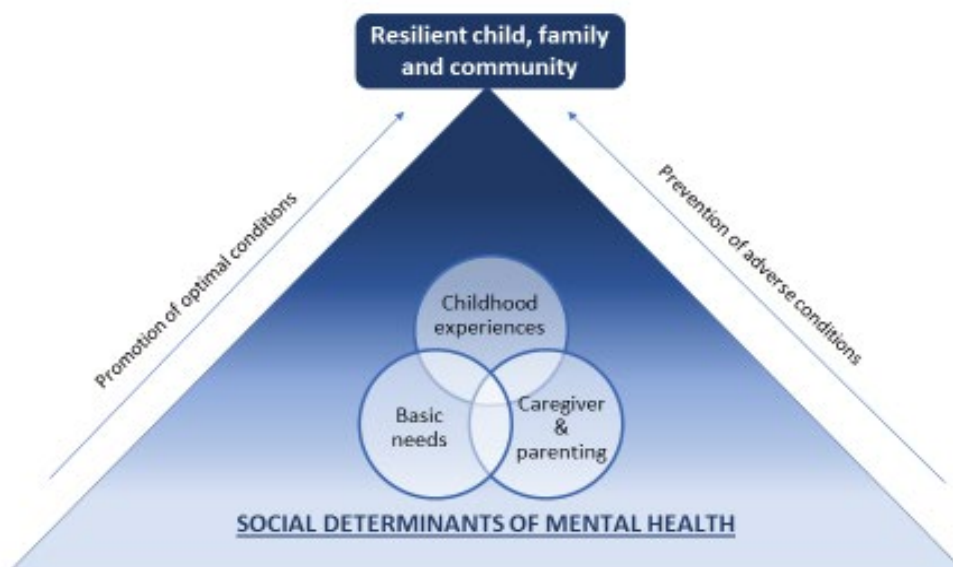 Resilient child, family
and community
Promotion of optimal conditions
Prevention of adverse conditions
Childhood
experiences
Basic
needs
Caregiver
&
parenting
SOCIAL DETERMINANTS OF MENTAL HEALTH